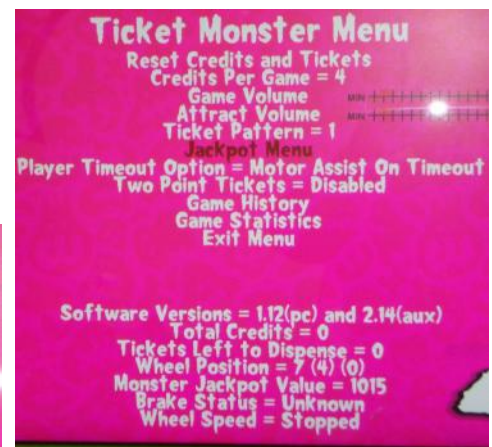 Ticket Monster Menu
Reset Credits and Tickets
Credits Per Game = 4
Game Volume MIN
Attract Volume MIN
Ticket Pattern = 1
Jackpot Menu
Player Timeout Option = Motor Assist On Timeout
Two Point Tickets = Disabled
Game History
Game Statistics
Exit Menu
Software Versions = 1.12(pc) and 2.14(aux)
Total Credits = 0
Tickets Left to Dispense = 0
Wheel Position = 7 (4) (0)
Monster Jackpot Value = 1015
Brake Status = Unknown
Wheel Speed = Stopped